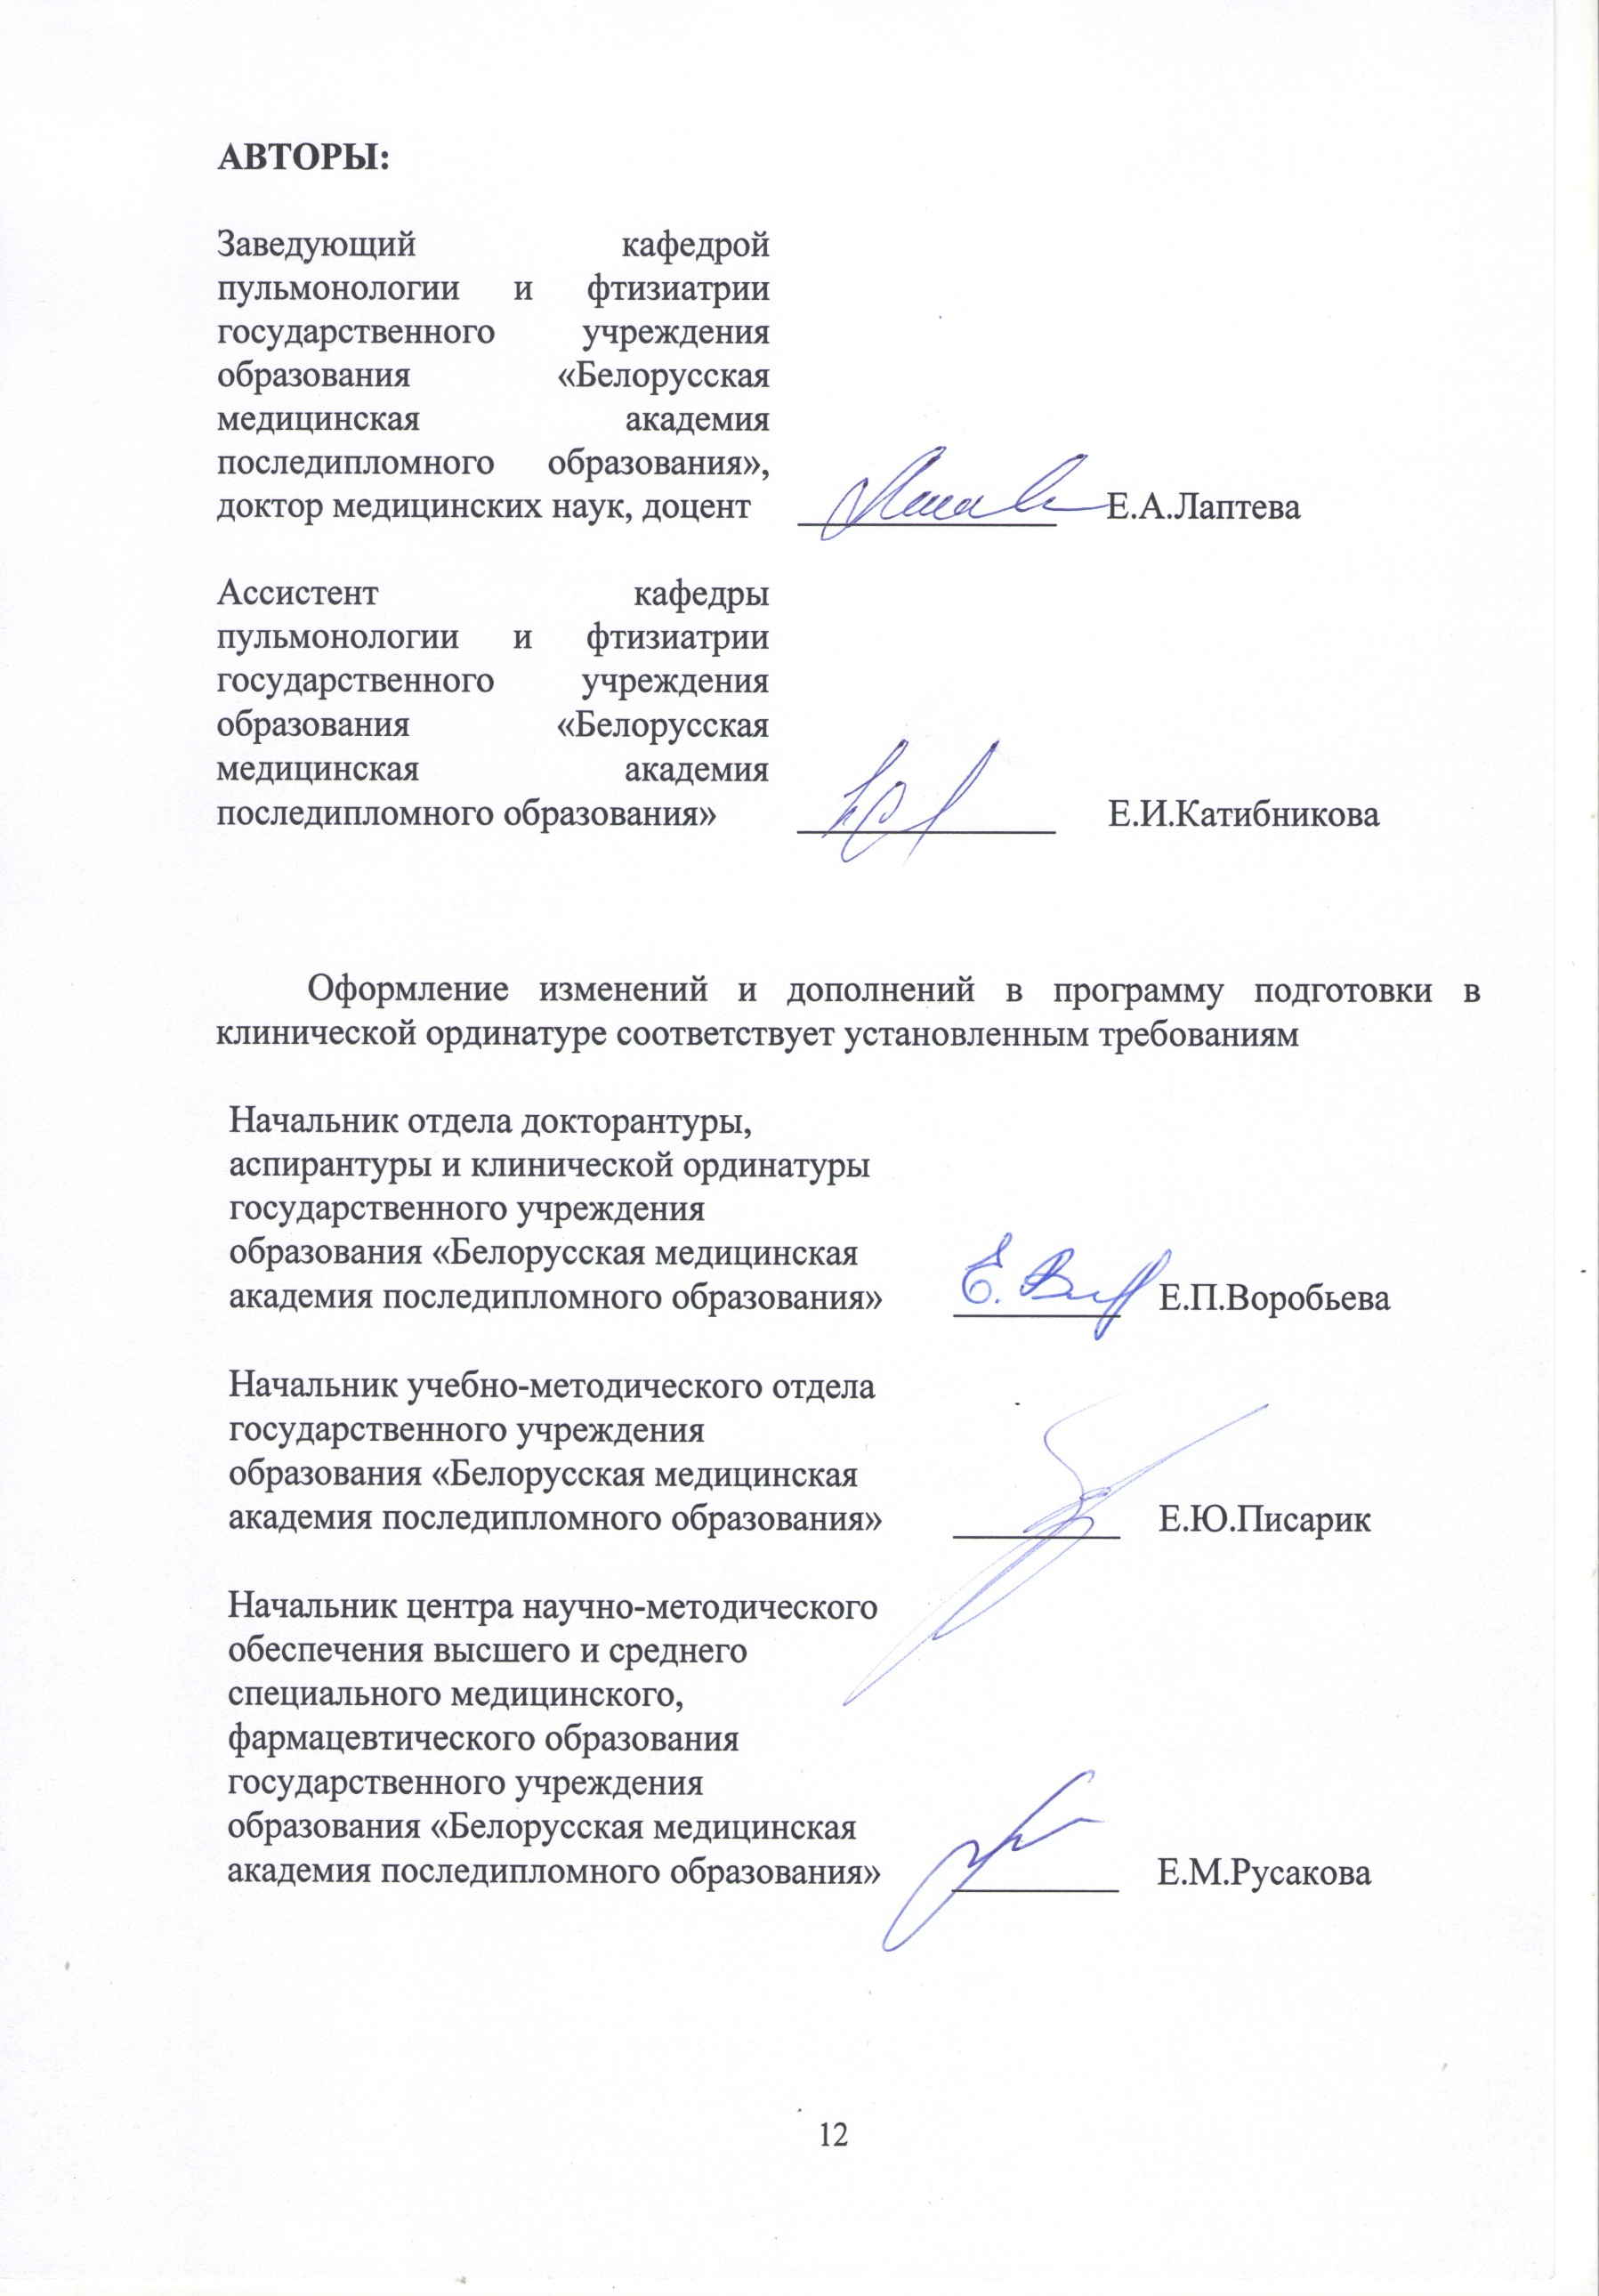 АВТОРЫ:
Заведующий кафедрой
пульмонологии и фтизиатрии
государственного учреждения
образования «Белорусская
медицинская академия
последипломного образования»,
доктор медицинских наук, доцент Е.А.Лаптева
Ассистент кафедры
пульмонологии и фтизиатрии
государственного учреждения
образования «Белорусская
медицинская академия
последипломного образования» Е.И.Катибникова
Оформление изменений и дополнений в программу подготовки в
клинической ординатуре соответствует установленным требованиям
Начальник отдела докторантуры,
аспирантуры и клинической ординатуры
государственного учреждения
образования «Белорусская медицинская
академия последипломного образования» Е.П.Воробьева
Начальник учебно-методического отдела
государственного учреждения
образования «Белорусская медицинская
академия последипломного образования» Е.Ю.Писарик
Начальник центра научно-методического
обеспечения высшего и среднего
специального медицинского,
фармацевтического образования
государственного учреждения
образования «Белорусская медицинская
академия последипломного образования» Е.М.Русакова
12